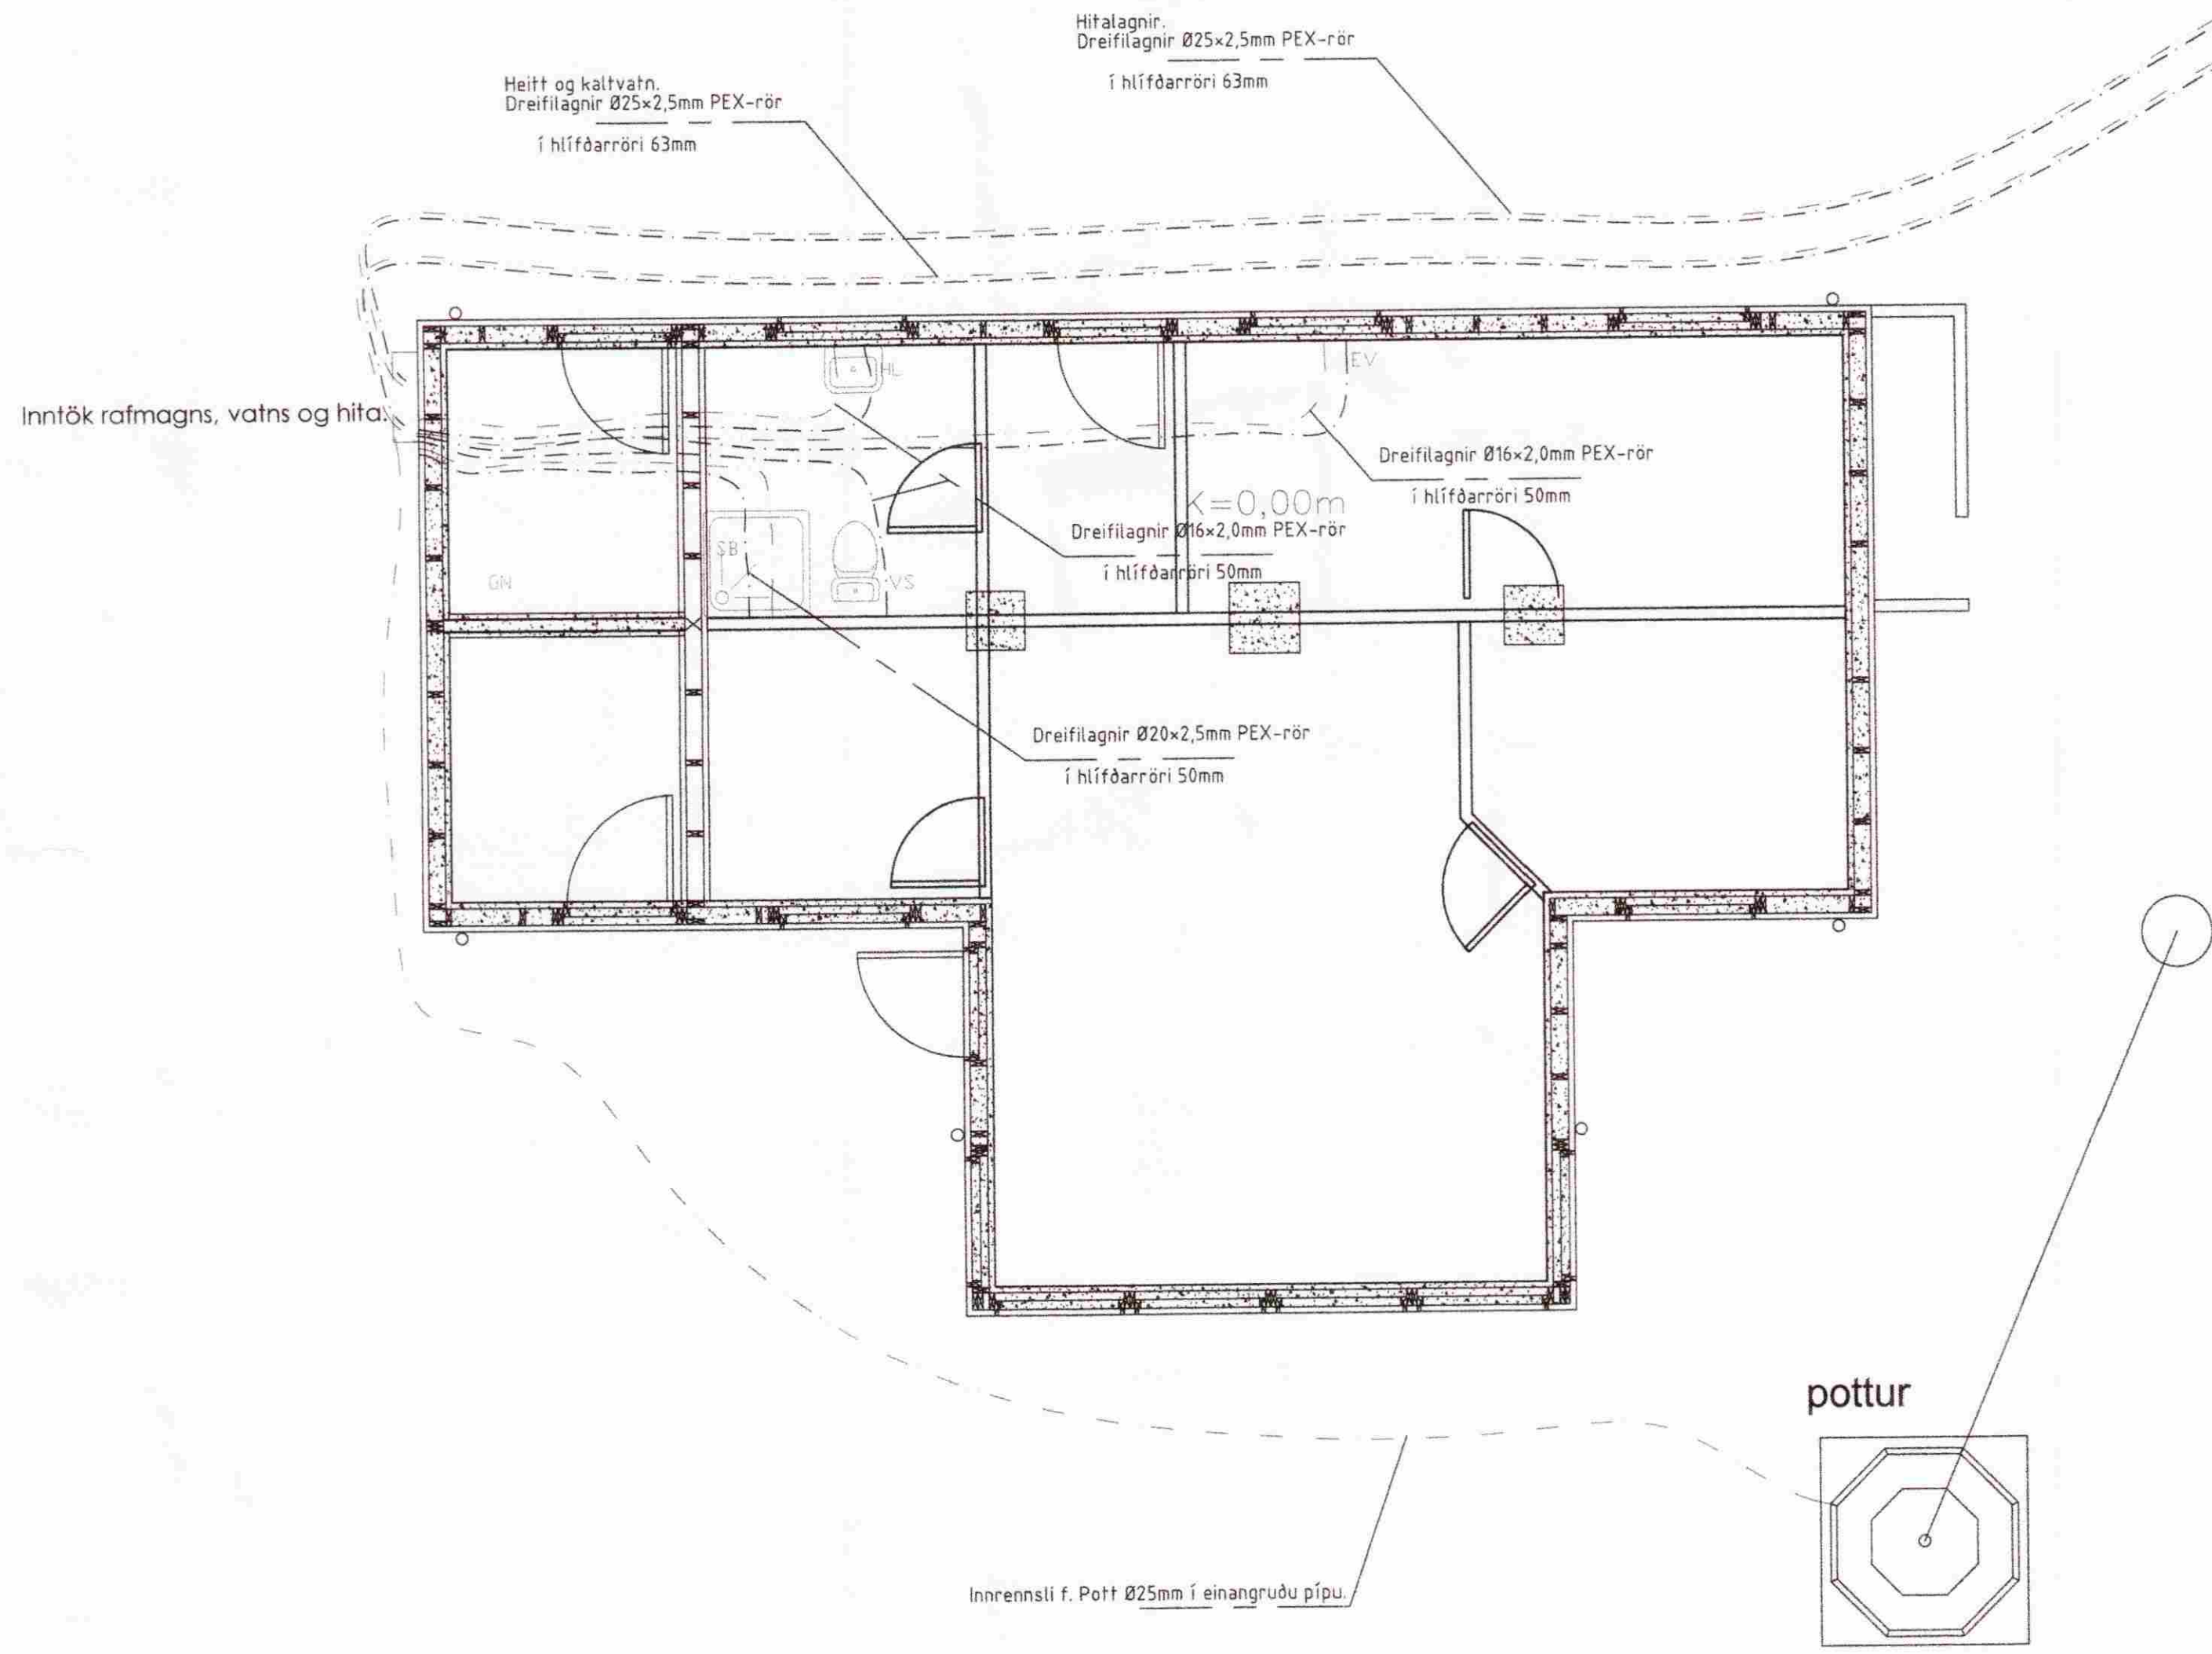 Hitalagnir.
Dreifilagnir Ø25×2,5mm PEX-rör
í hlífðarröri 63mm
Heitt og kaltvatn.
Dreifilagnir Ø25×2,5mm PEX-rör
í hlífðarröri 63mm
Inntök rafmagns, vatns og hita.
HL
EV
Dreifilagnir Ø16×2,0mm PEX-rör
í hlífðarröri 50mm
K=0,00m
Dreifilagnir Ø16×2,0mm PEX-rör
í hlífðarröri 50mm
SB
GN
VS
Dreifilagnir Ø20×2,5mm PEX-rör
í hlífðarröri 50mm
pottur
Innrennsli f. Pott Ø25mm í einangruðu pípu.